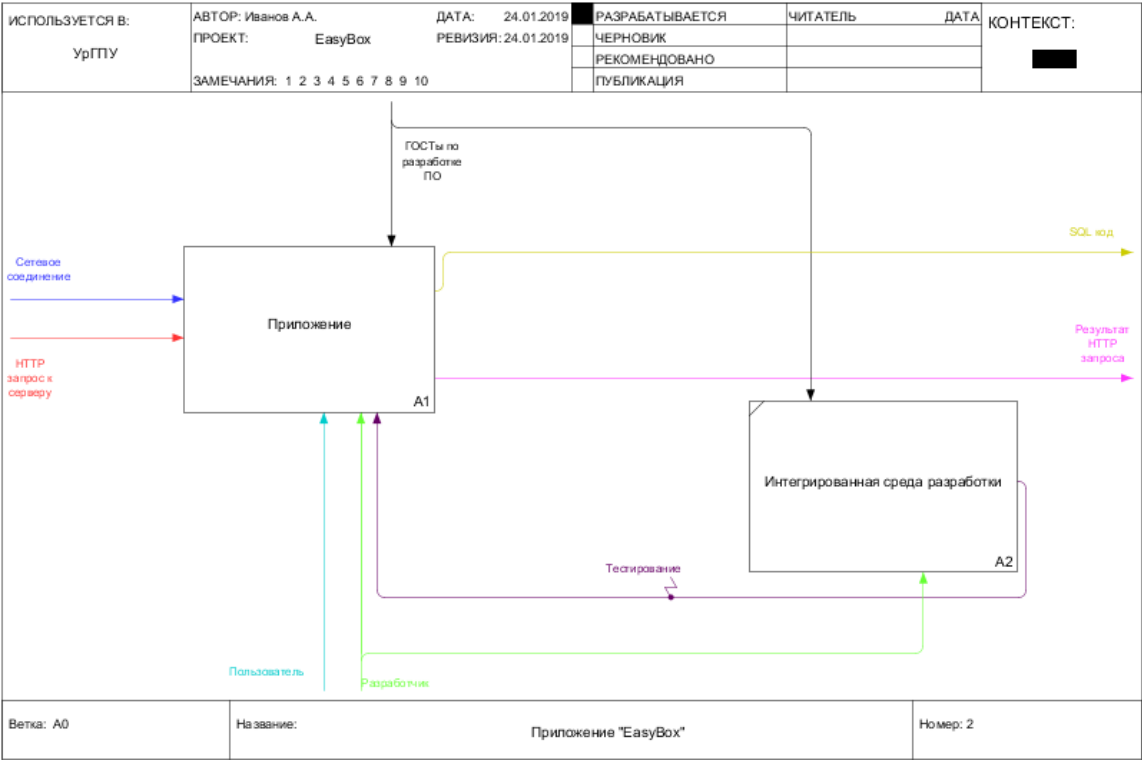 ИСПОЛЬЗУЕТСЯ В:
УрГПУ
АВТОР: Иванов А.А.
ДАТА: 24.01.2019
ПРОЕКТ: EasyBox
РЕВИЗИЯ: 24.01.2019
ЗАМЕЧАНИЯ: 1 2 3 4 5 6 7 8 9 10
РАЗРАБАТЫВАЕТСЯ
ЧЕРНОВИК
РЕКОМЕНДОВАНО
ПУБЛИКАЦИЯ
ЧИТАТЕЛЬ
ДАТА
КОНТЕКСТ:
ГОСТы по
разработке
ПО
SQL код
Сетевое
соединение
Приложение
A1
Результат
HTTP
запроса
HTTP
запрос к
серверу
Интегрированная среда разработки
A2
Тестирование
Пользователь
Разработчик
Ветка: A0
Название:
Приложение "EasyBox"
Номер: 2